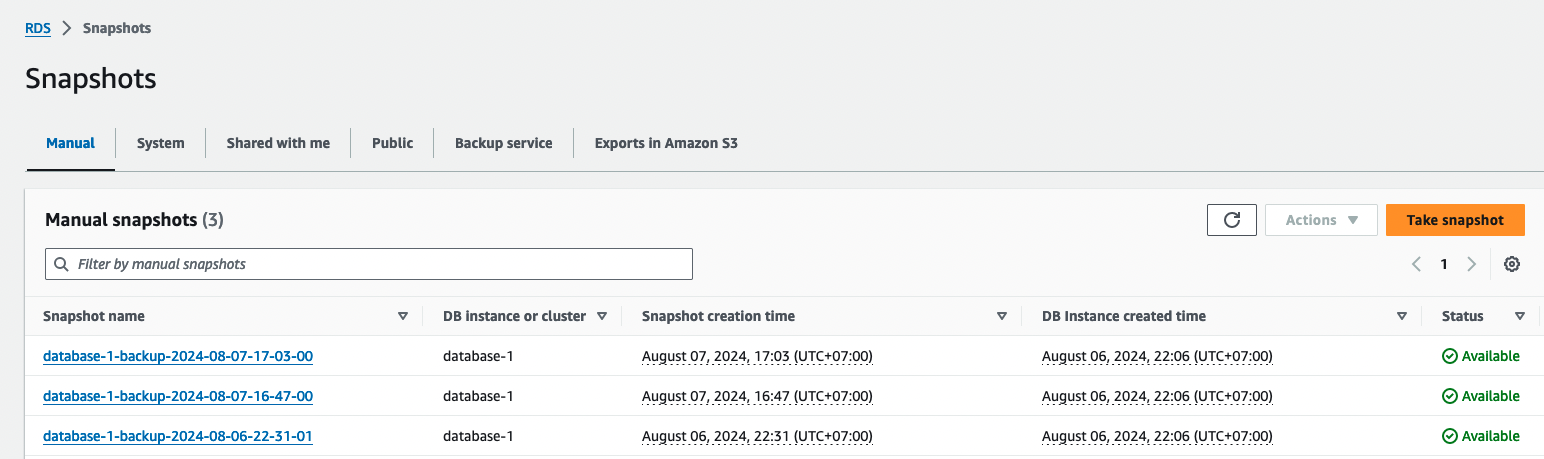 RDS > Snapshots
Snapshots
Manual System Shared with me Public Backup service Exports in Amazon S3
Manual snapshots (3) Actions Take snapshot
Filter by manual snapshots 1
Snapshot name DB instance or cluster Snapshot creation time DB Instance created time Status
database-1-backup-2024-08-07-17-03-00 database-1 August 07, 2024, 17:03 (UTC+07:00) August 06, 2024, 22:06 (UTC+07:00) Available
database-1-backup-2024-08-07-16-47-00 database-1 August 07, 2024, 16:47 (UTC+07:00) August 06, 2024, 22:06 (UTC+07:00) Available
database-1-backup-2024-08-06-22-31-01 database-1 August 06, 2024, 22:31 (UTC+07:00) August 06, 2024, 22:06 (UTC+07:00) Available